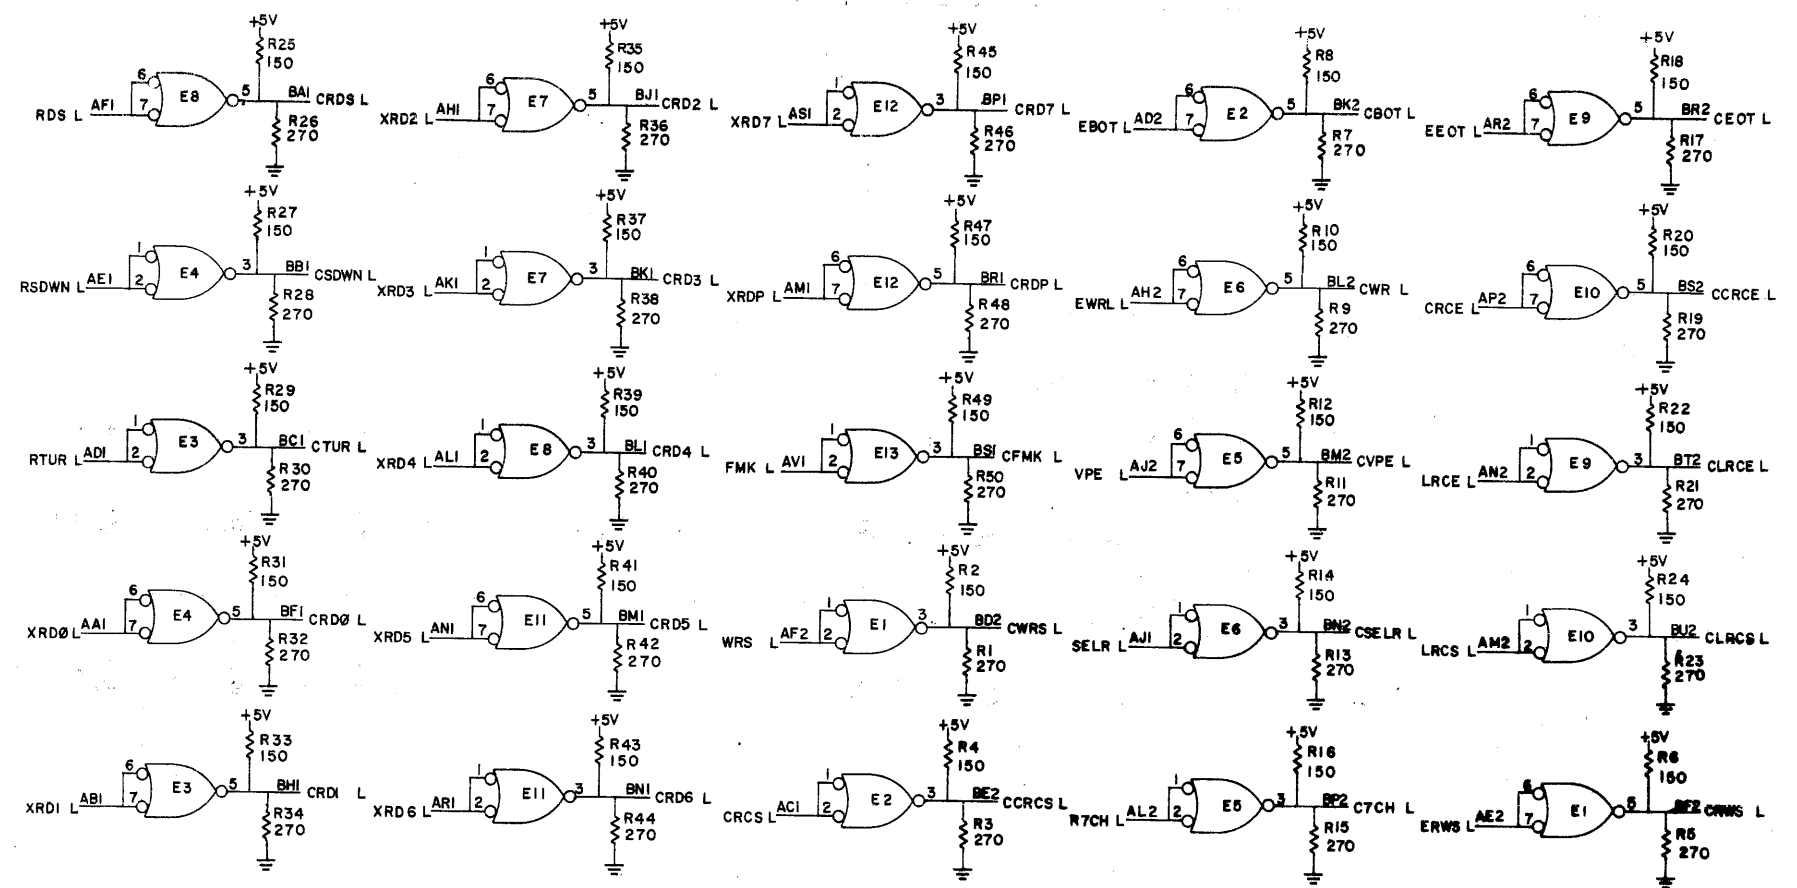 +5V
R25
150
6
7
E8
5
BA1
CRDS L
RDS L
AF1
R26
270
+5V
R35
150
6
7
E7
5
BJ1
CRD2 L
XRD2 L
AH1
R36
270
+5V
R45
150
1
2
E12
3
BP1
CRD7 L
XRD7 L
AS1
R46
270
+5V
R8
150
6
7
E2
5
BK2
CBOT L
EBOT L
AD2
R7
270
+5V
R18
150
6
7
E9
5
BR2
CEOT L
EEOT L
AR2
R17
270
+5V
R27
150
1
2
E4
3
BB1
CSDWN L
RSDWN L
AE1
R28
270
+5V
R37
150
1
2
E7
3
BK1
CRD3 L
XRD3 L
AK1
R38
270
+5V
R47
150
6
7
E12
5
BR1
CRDP L
XRDP L
AM1
R48
270
+5V
R10
150
6
7
E6
5
BL2
CWR L
EWRL L
AH2
R9
270
+5V
R20
150
6
7
E10
5
BS2
CCRCE L
CRCE L
AP2
R19
270
+5V
R29
150
1
2
E3
3
BC1
CTUR L
RTUR L
AD1
R30
270
+5V
R39
150
1
2
E8
3
BL1
CRD4 L
XRD4 L
AL1
R40
270
+5V
R49
150
1
2
E13
3
BS1
CFMK L
FMK L
AV1
R50
270
+5V
R12
150
6
7
E5
5
BM2
CVPE L
VPE L
AJ2
R11
270
+5V
R22
150
1
2
E9
3
BT2
CLRCE L
LRCE L
AN2
R21
270
+5V
R31
150
6
7
E4
5
BF1
CRDØ L
XRDØ L
AA1
R32
270
+5V
R41
150
6
7
E11
5
BM1
CRD5 L
XRD5 L
AN1
R42
270
+5V
R2
150
1
2
E1
3
BD2
CWRS L
WRS L
AF2
R1
270
+5V
R14
150
1
2
E6
3
BN2
CSELR L
SELR L
AJ1
R13
270
+5V
R24
150
1
2
E10
3
BU2
CLRCS L
LRCS L
AM2
R23
270
+5V
R33
150
6
7
E3
5
BH1
CRD1 L
XRD1 L
AB1
R34
270
+5V
R43
150
1
2
E11
3
BN1
CRD6 L
XRD6 L
AR1
R44
270
+5V
R4
150
1
2
E2
3
BE2
CCRCS L
CRCS L
AC1
R3
270
+5V
R16
150
1
2
E5
3
BP2
C7CH L
R7CH L
AL2
R15
270
+5V
R6
150
6
7
E1
5
BF2
CRWS L
ERWS L
AE2
R5
270